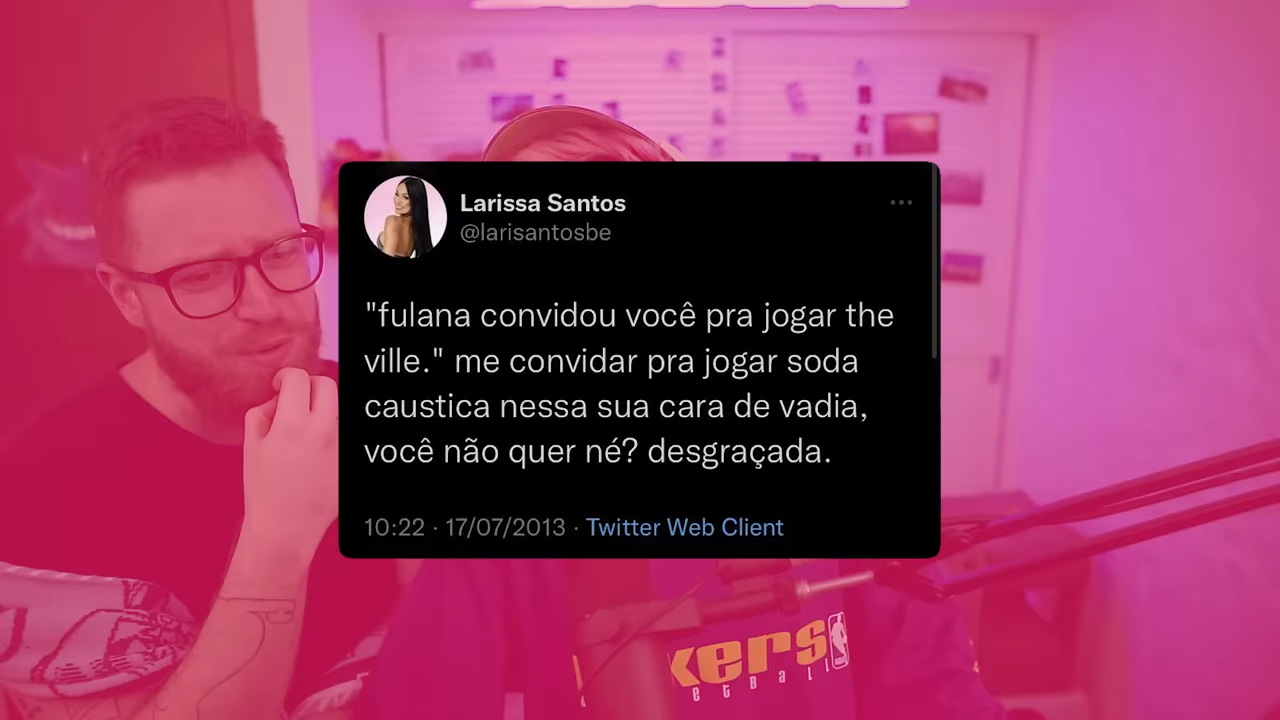 Larissa Santos
@larisantosbe
"fulana convidou você pra jogar the
ville." me convidar pra jogar soda
caustica nessa sua cara de vadia,
você não quer né? desgraçada.
10:22 · 17/07/2013 · Twitter Web Client
kers
etball